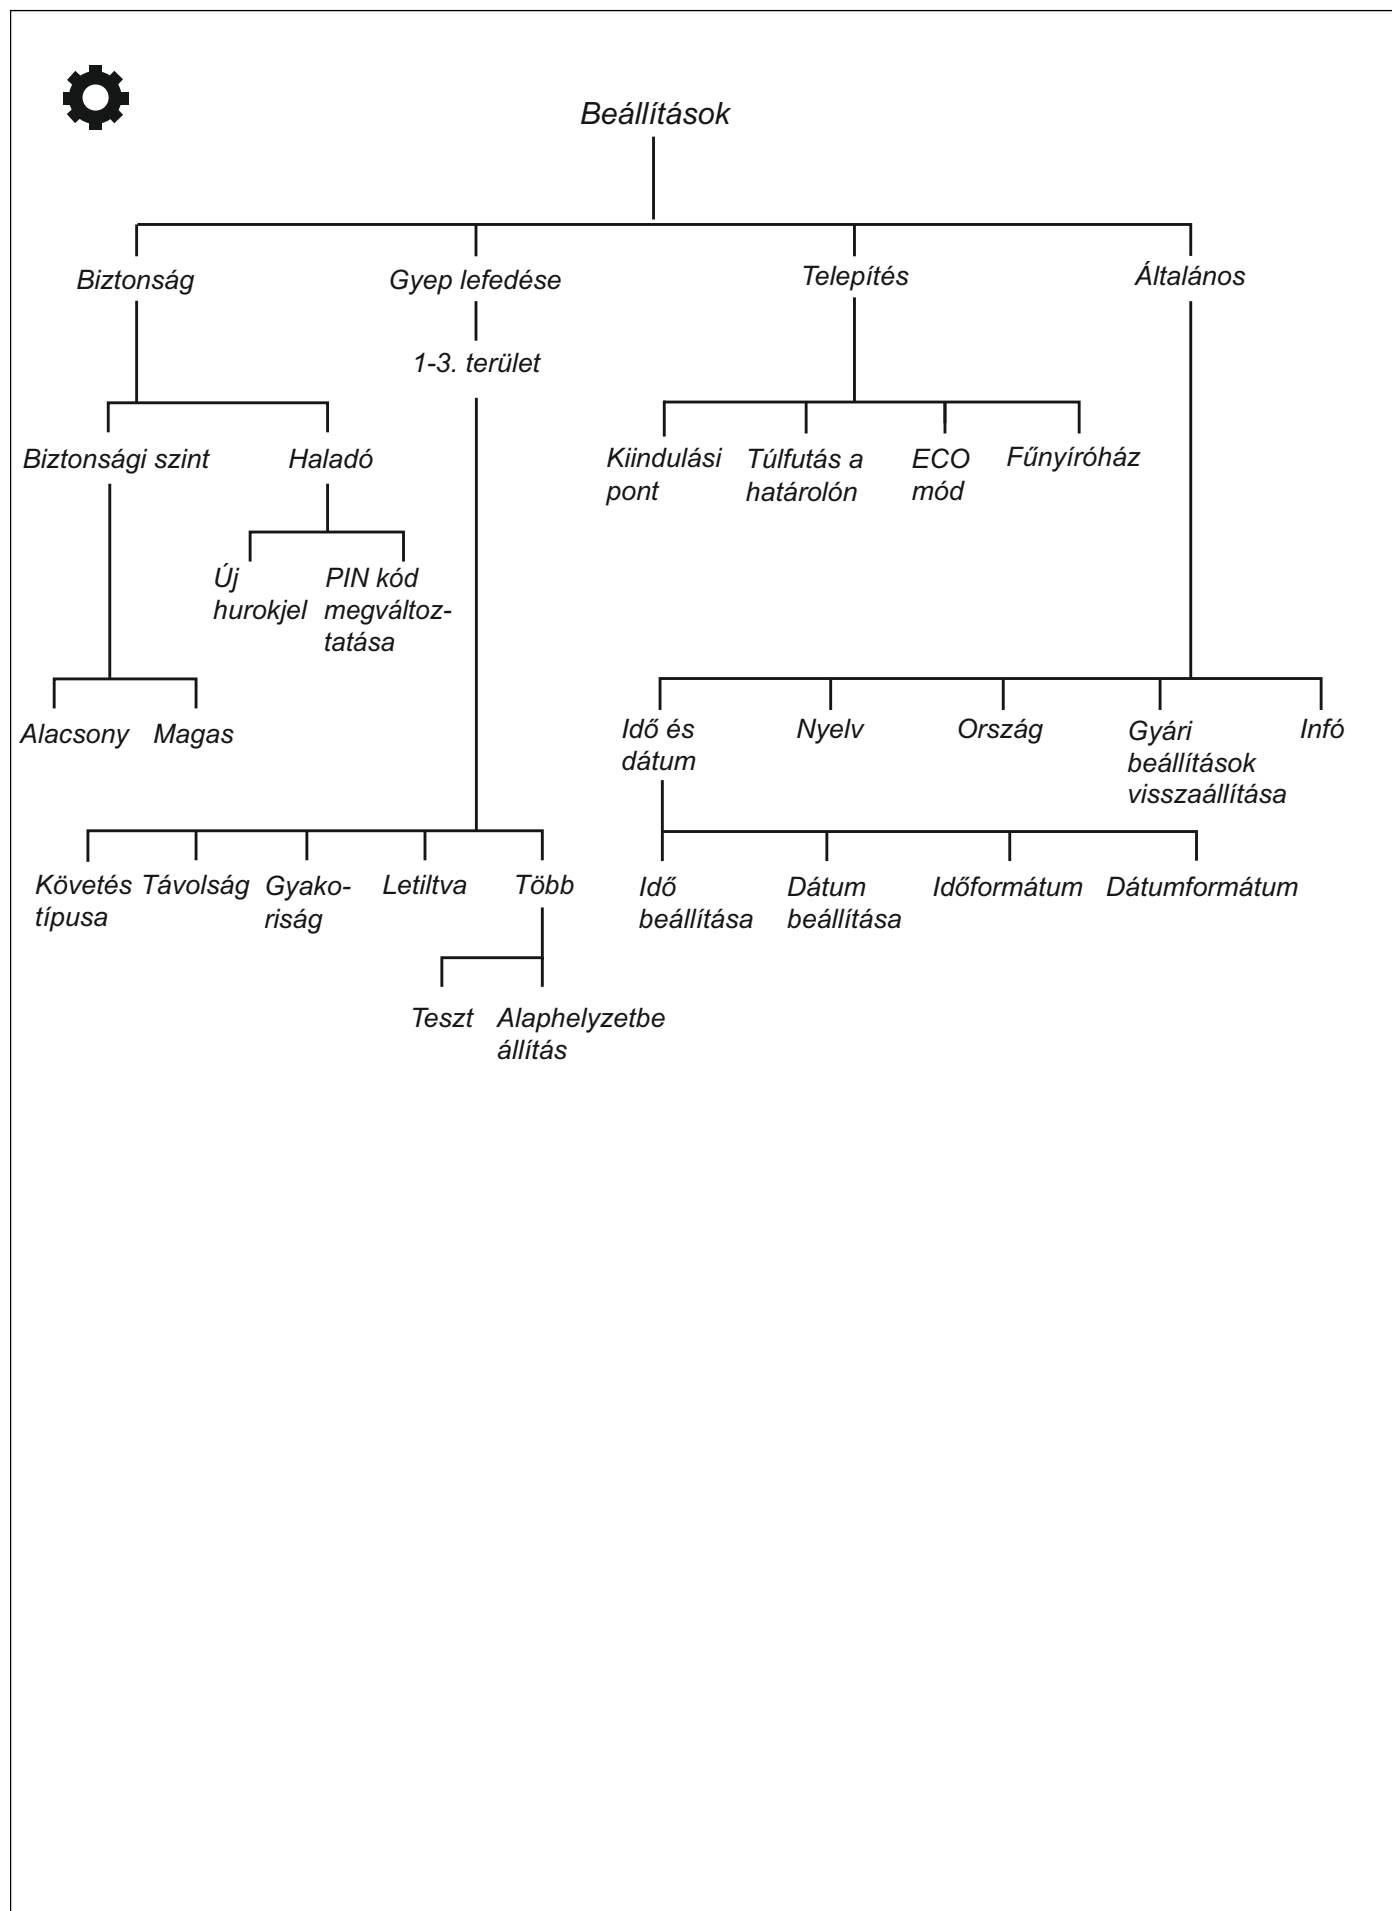 Beállítások
Biztonság
Gyep lefedése
Telepítés
Általános
1-3. terület
Biztonsági szint
Haladó
Kiindulási
pont
Túlfutás a
határolón
ECO
mód
Fűnyíróház
Új
hurokjel
PIN kód
megváltoz-
tatása
Alacsony
Magas
Idő és
dátum
Nyelv
Ország
Gyári
beállítások
visszaállítása
Infó
Követés
típusa
Távolság
Gyako-
riság
Letiltva
Több
Idő
beállítása
Dátum
beállítása
Időformátum
Dátumformátum
Teszt
Alaphelyzetbe
állítás